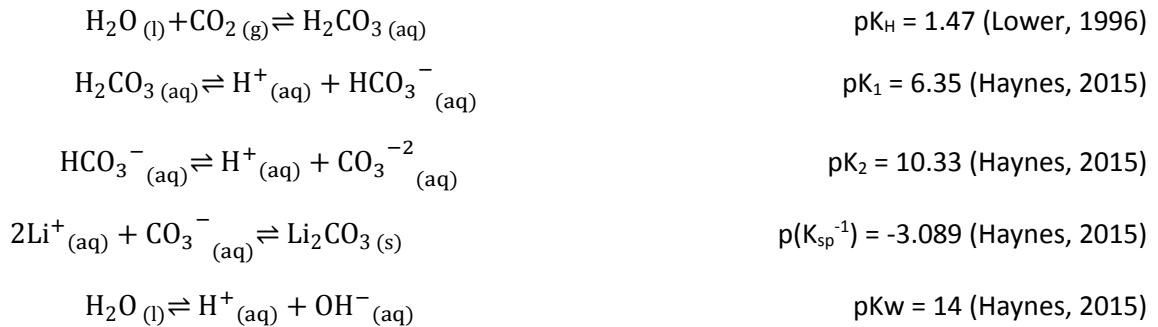 H₂O (l)+CO₂ (g)⇌ H₂CO₃ (aq) pKH = 1.47 (Lower, 1996)
H₂CO₃ (aq)⇌ H⁺(aq) + HCO₃⁻(aq) pK₁ = 6.35 (Haynes, 2015)
HCO₃⁻(aq)⇌ H⁺(aq) + CO₃⁻²(aq) pK₂ = 10.33 (Haynes, 2015)
2Li⁺(aq) + CO₃⁻(aq)⇌ Li₂CO₃ (s) p(Ksp⁻¹) = -3.089 (Haynes, 2015)
H₂O (l)⇌ H⁺(aq) + OH⁻(aq) pKw = 14 (Haynes, 2015)